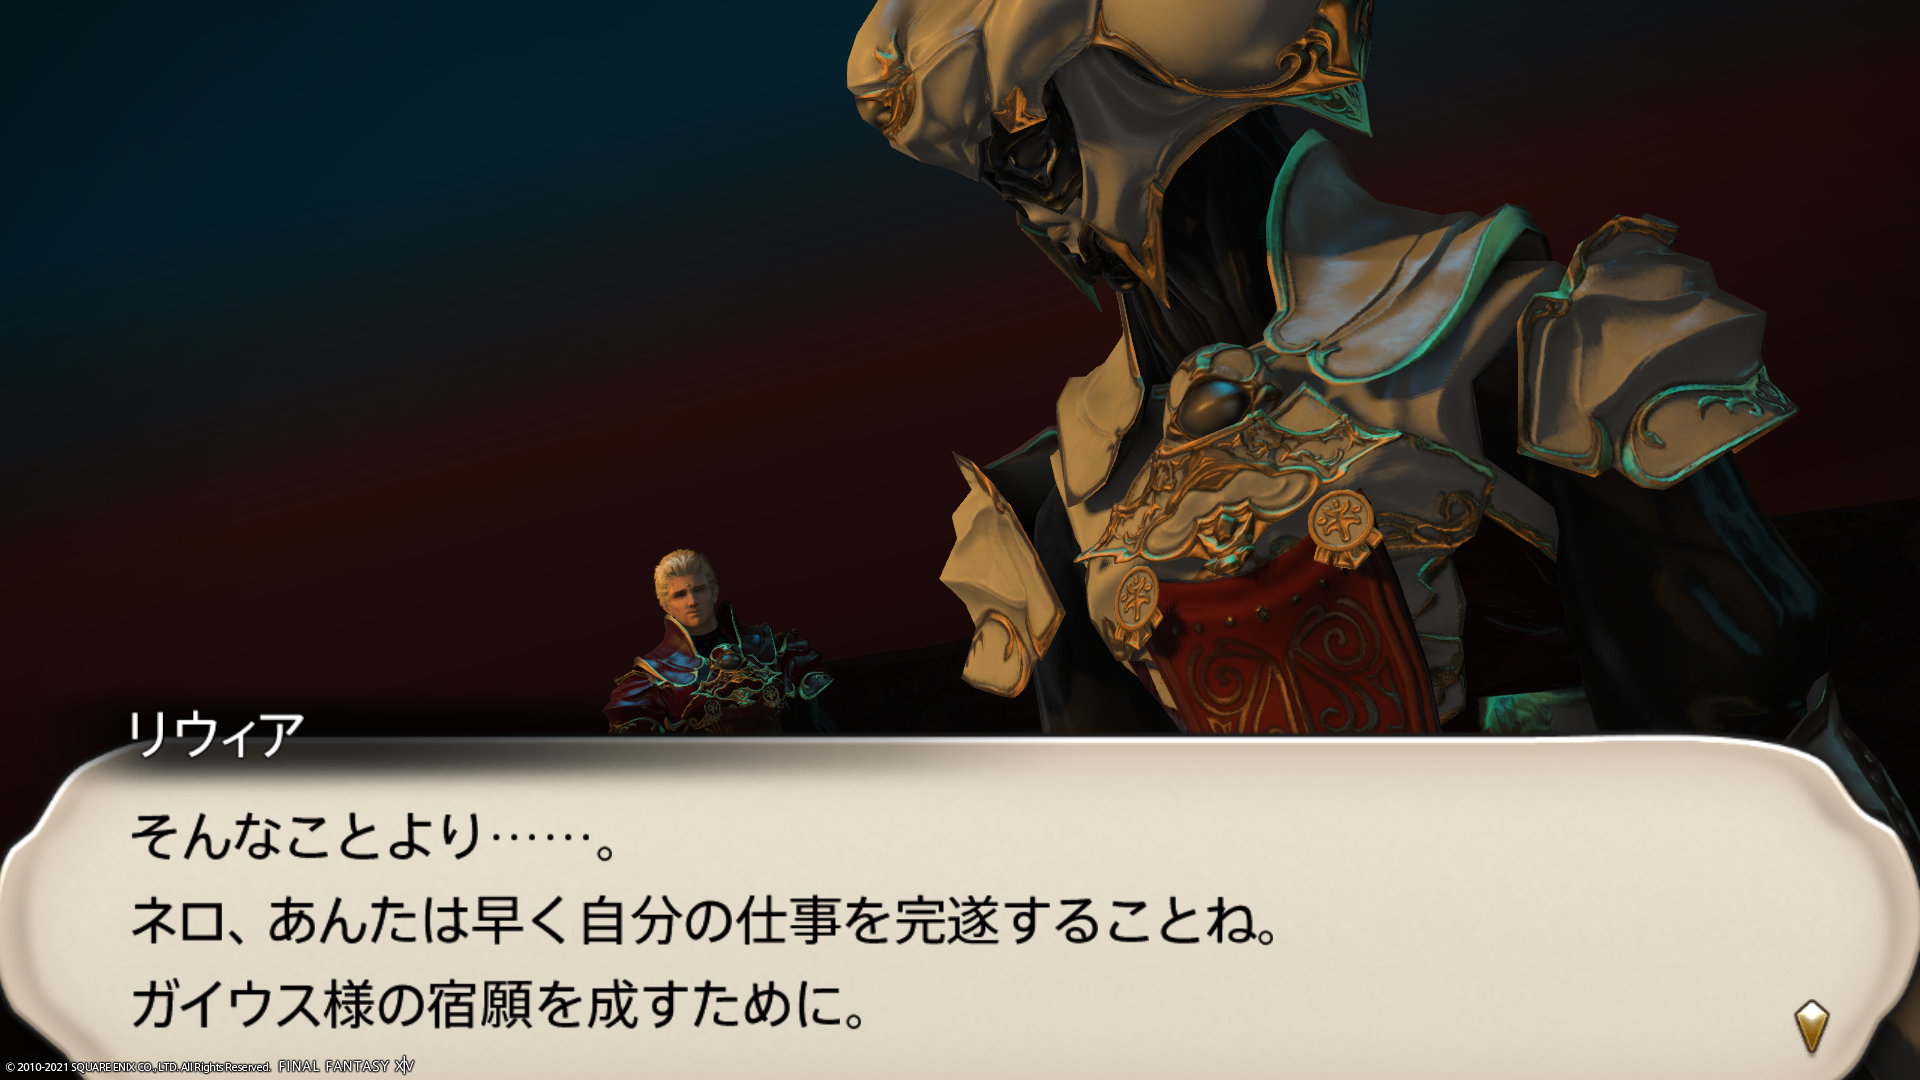 リウィア
そんなことより……。
ネロ、あんたは早く自分の仕事を完遂することね。
ガイウス様の宿願を成すために。
© 2010-2021 SQUARE ENIX CO., LTD. All Rights Reserved. FINAL FANTASY XIV